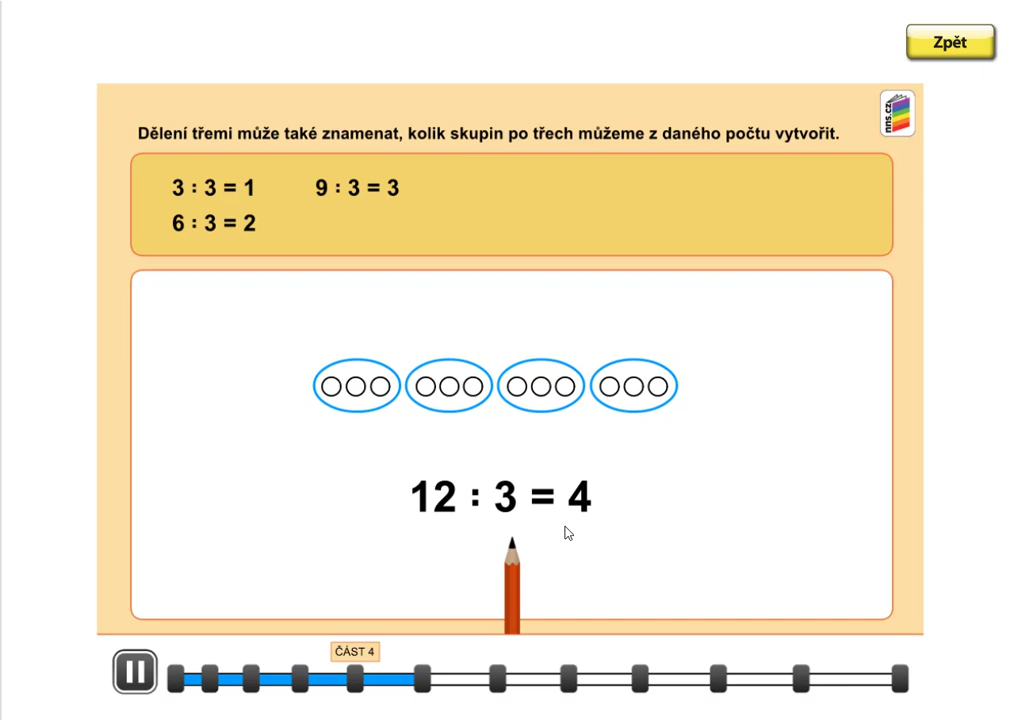 Zpět
nns.cz
Dělení třemi může také znamenat, kolik skupin po třech můžeme z daného počtu vytvořit.
3 : 3 = 1 9 : 3 = 3
6 : 3 = 2
12 : 3 = 4
ČÁST 4